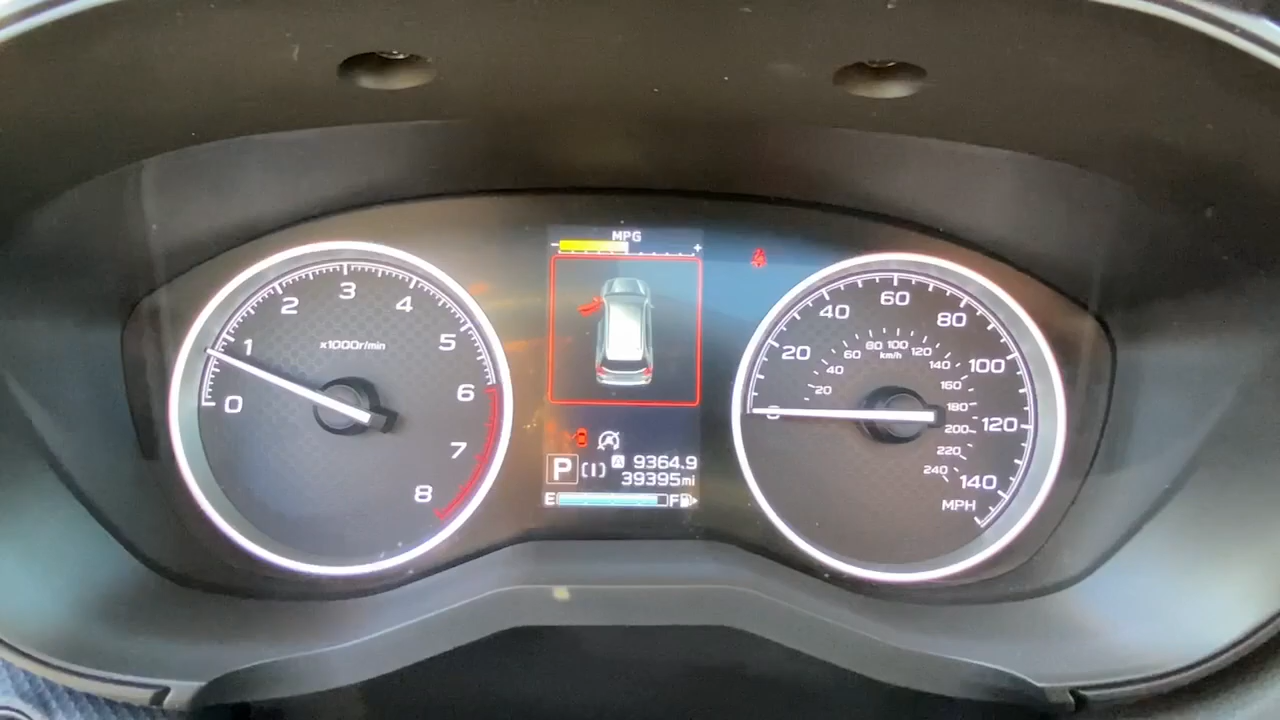 MPG
- +
0 1 2 3 4 5 6 7 8
x1000r/min
P
A 9364.9
39395mi
E F
20 40 60 80 100 120 140
MPH
20 40 60 80 100 120 140 160 180 200 220 240
km/h